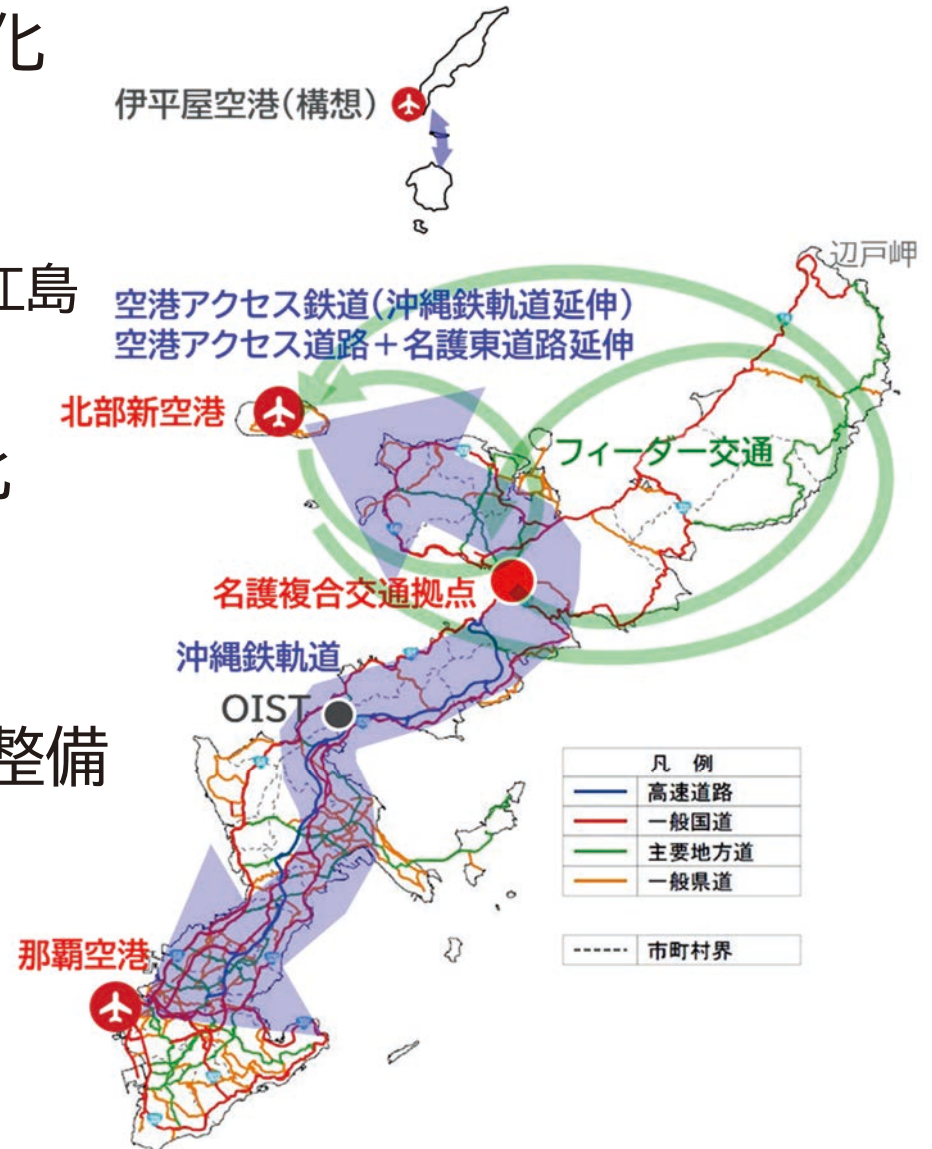 化
伊平屋空港（構想）
辺戸岬
江島
空港アクセス鉄道（沖縄鉄軌道延伸）
空港アクセス道路＋名護東道路延伸
北部新空港
化
フィーダー交通
名護複合交通拠点
沖縄鉄軌道
OIST
整備
凡 例
高速道路
一般国道
主要地方道
一般県道
市町村界
那覇空港